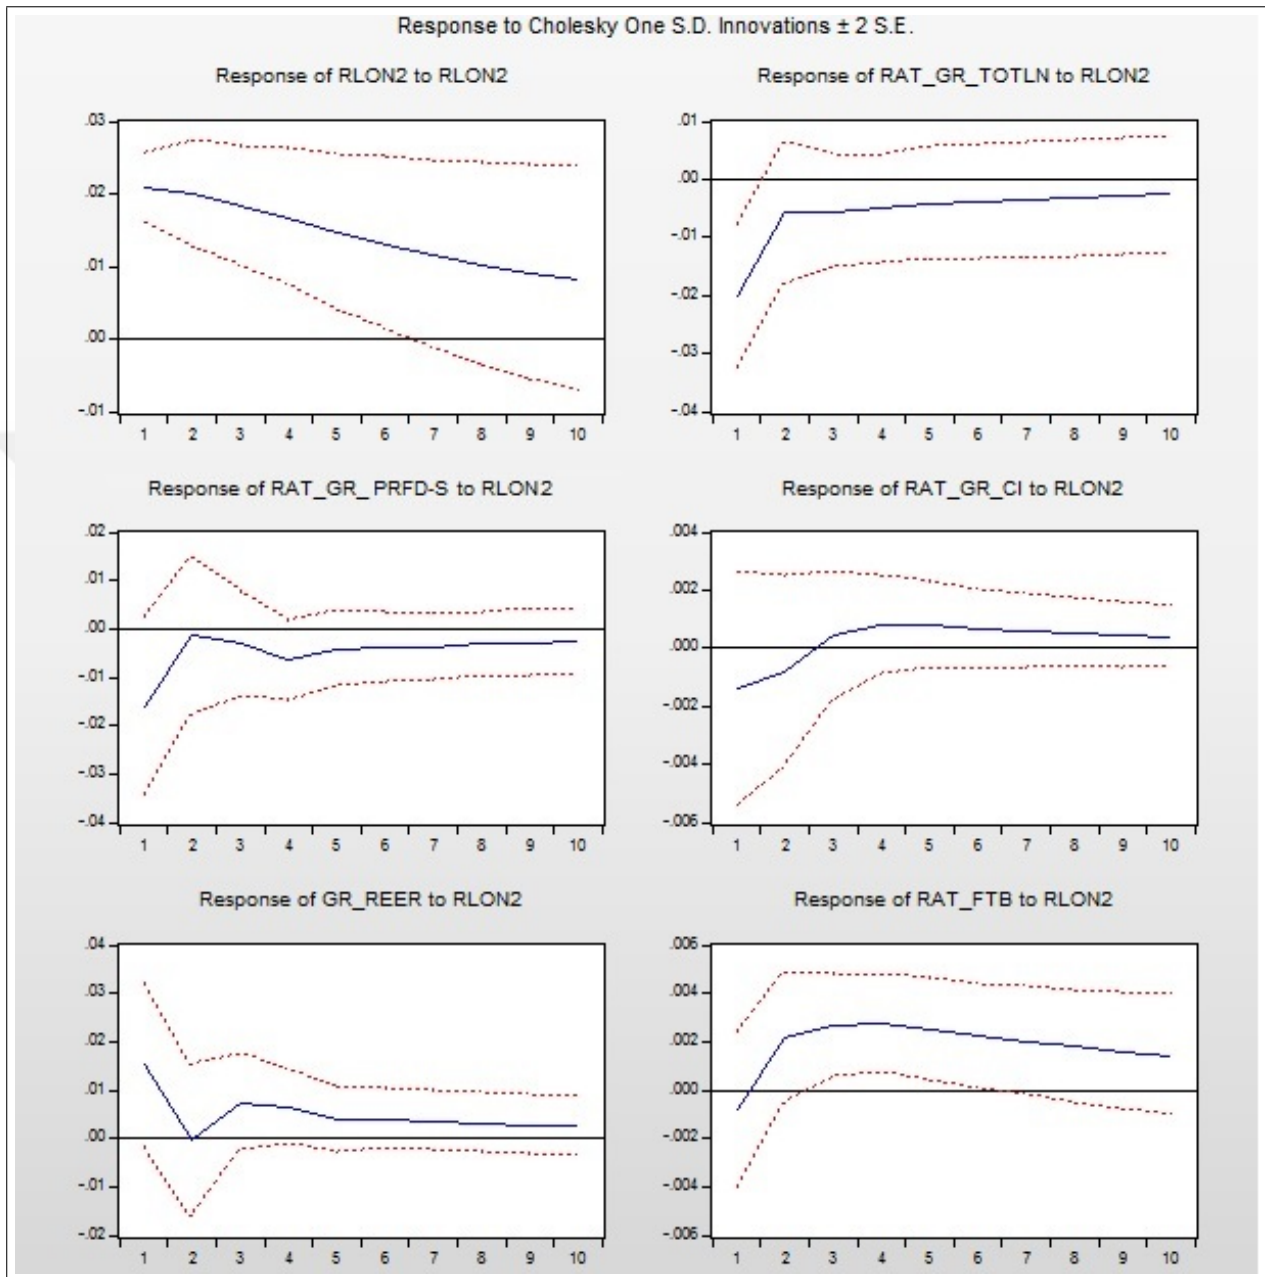 Response to Cholesky One S.D. Innovations ± 2 S.E.
Response of RLON2 to RLON2
.03
.02
.01
.00
-.01
1 2 3 4 5 6 7 8 9 10
Response of RAT_GR_TOTLN to RLON2
.01
.00
-.01
-.02
-.03
-.04
1 2 3 4 5 6 7 8 9 10
Response of RAT_GR_PRFD-S to RLON2
.02
.01
.00
-.01
-.02
-.03
-.04
1 2 3 4 5 6 7 8 9 10
Response of RAT_GR_CI to RLON2
.004
.002
.000
-.002
-.004
-.006
1 2 3 4 5 6 7 8 9 10
Response of GR_REER to RLON2
.04
.03
.02
.01
.00
-.01
-.02
1 2 3 4 5 6 7 8 9 10
Response of RAT_FTB to RLON2
.006
.004
.002
.000
-.002
-.004
-.006
1 2 3 4 5 6 7 8 9 10